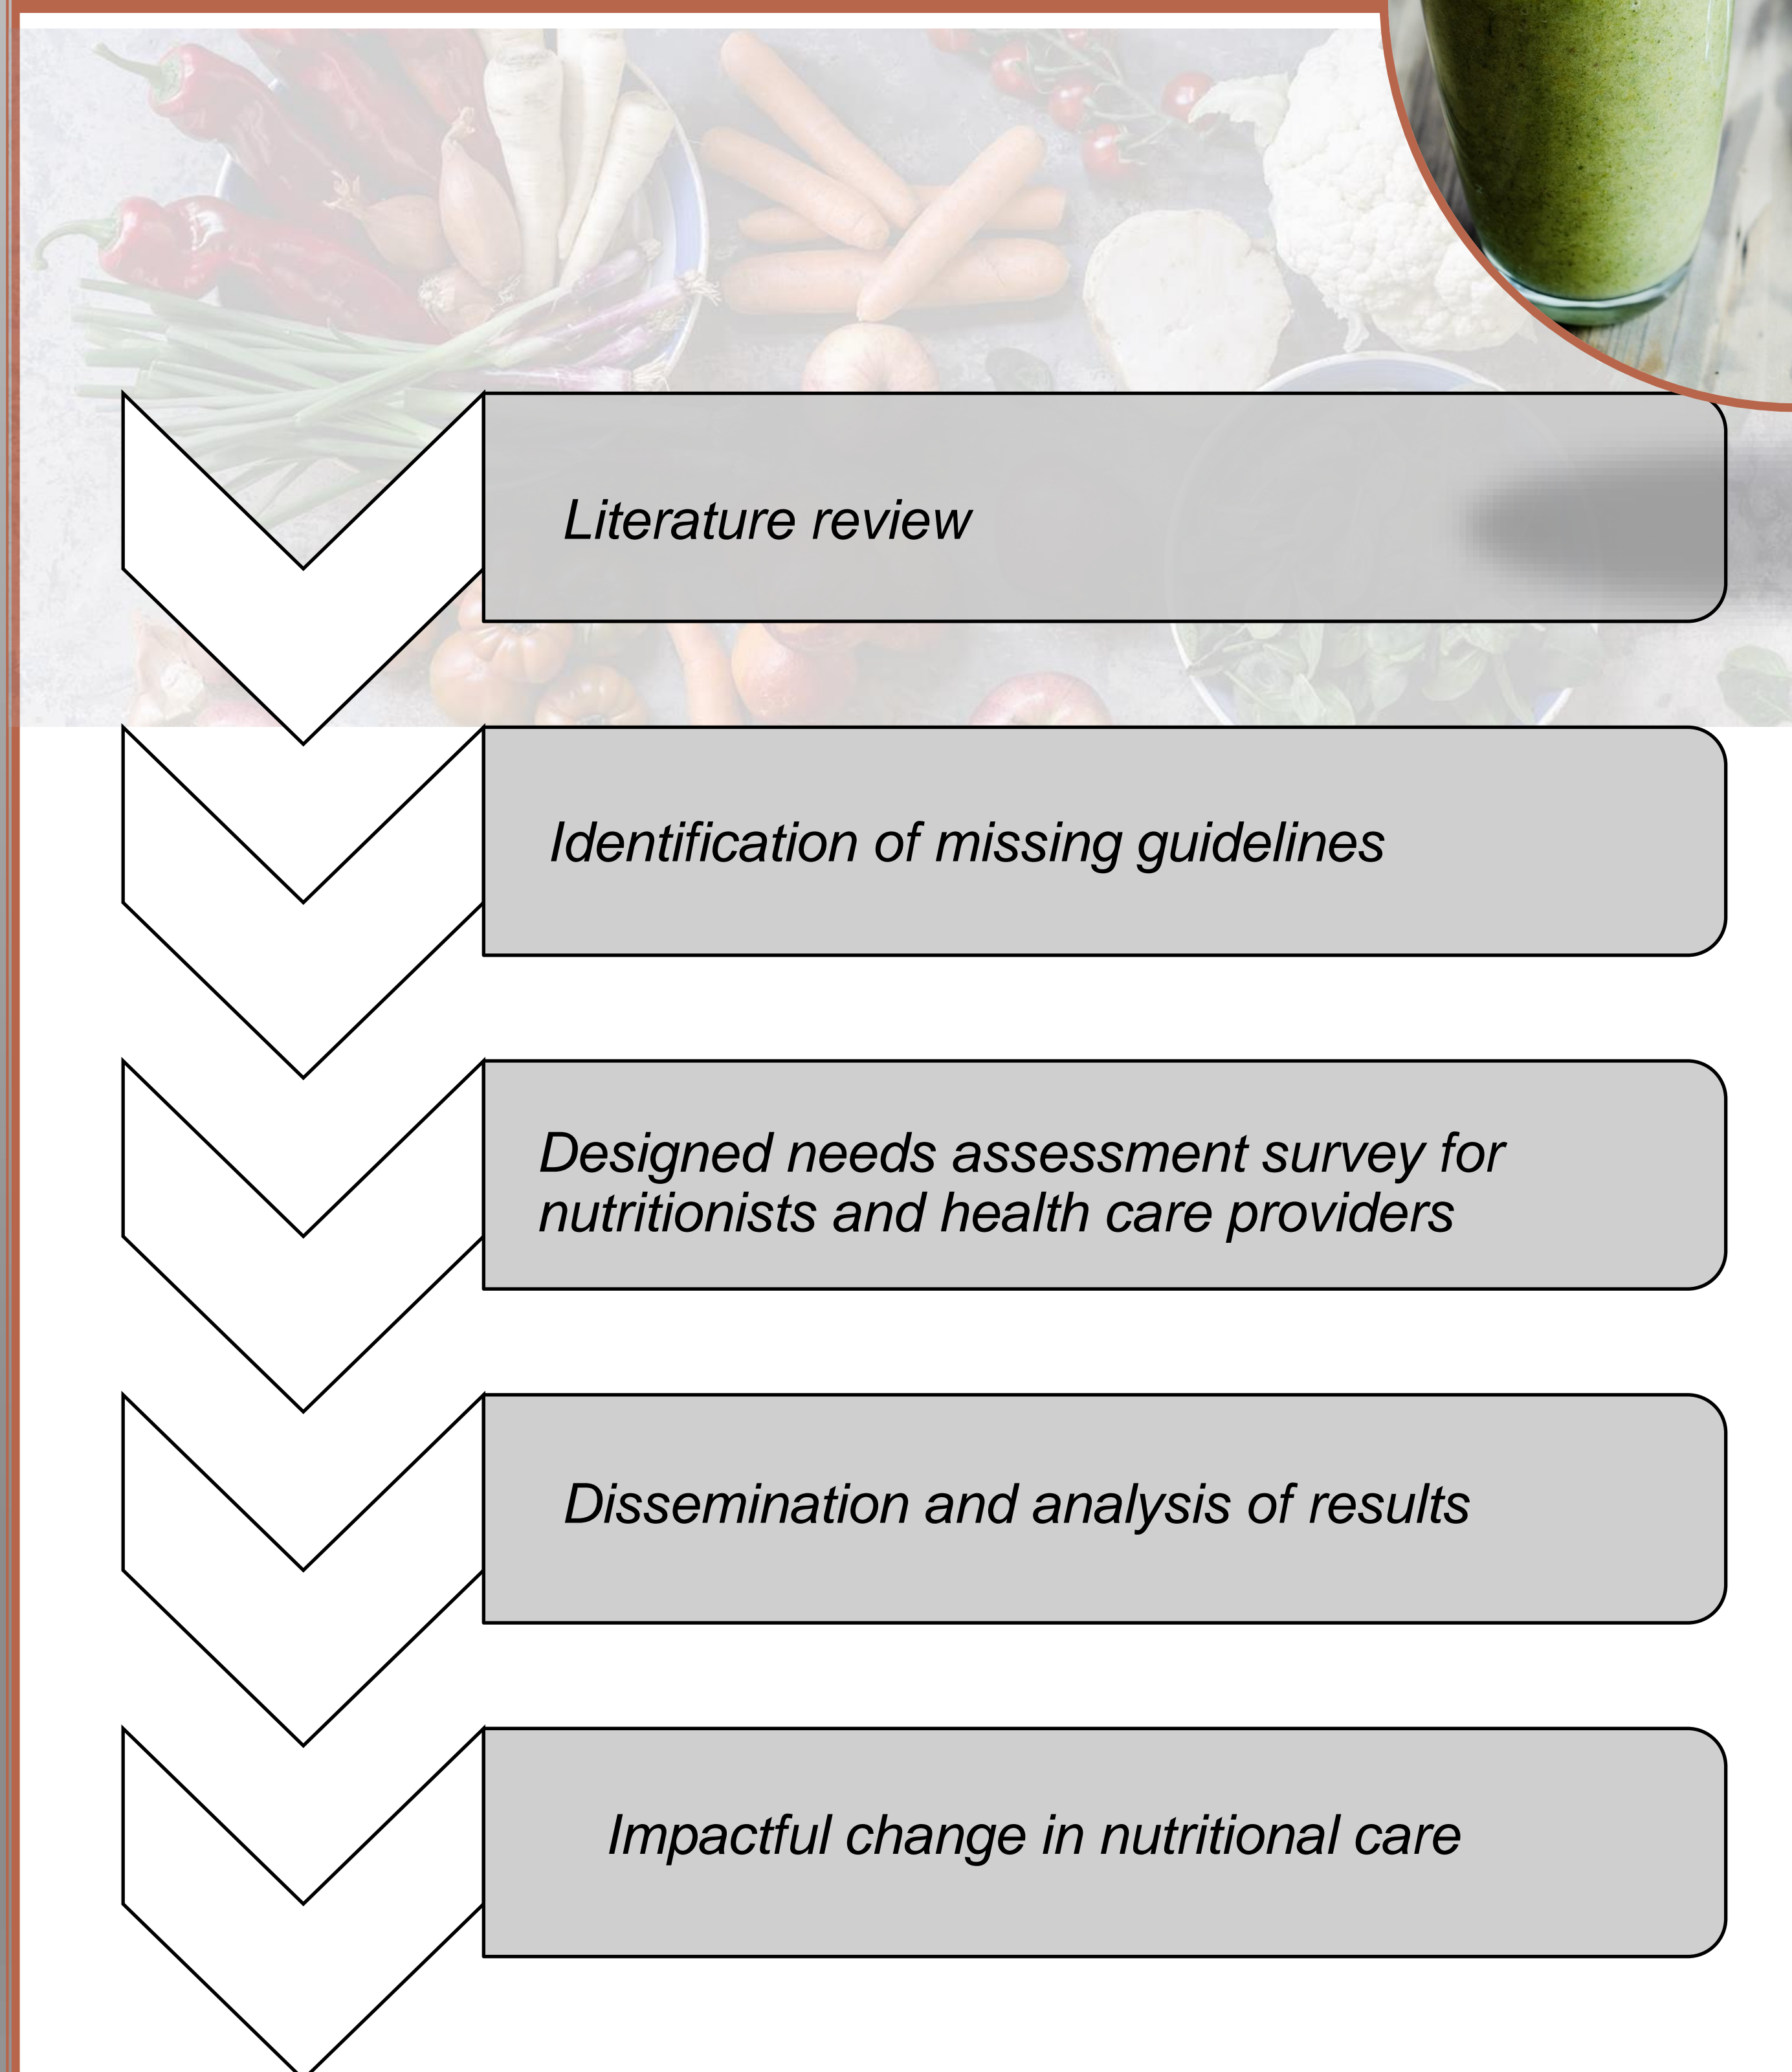 Literature review
Identification of missing guidelines
Designed needs assessment survey for
nutritionists and health care providers
Dissemination and analysis of results
Impactful change in nutritional care